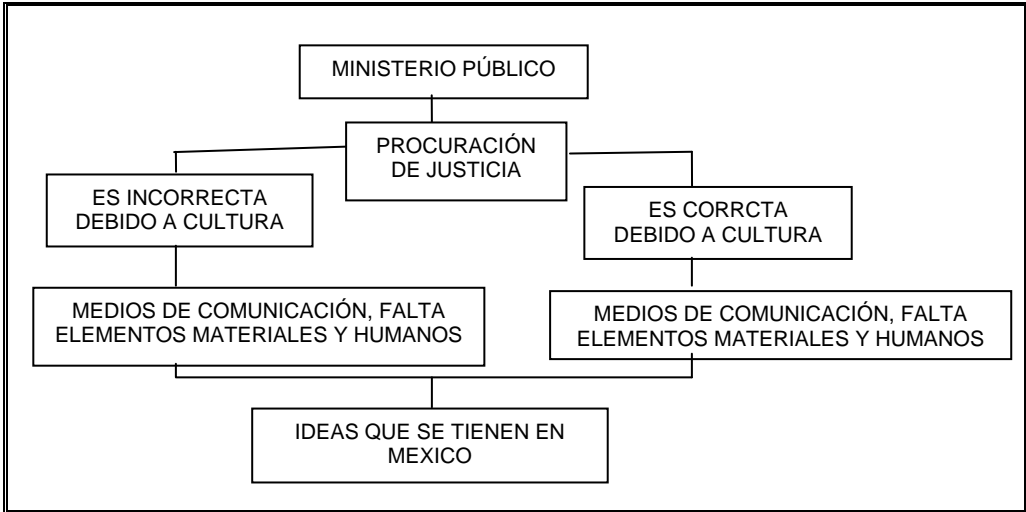 MINISTERIO PÚBLICO
PROCURACIÓN
DE JUSTICIA
ES INCORRECTA
DEBIDO A CULTURA
ES CORRCTA
DEBIDO A CULTURA
MEDIOS DE COMUNICACIÓN, FALTA
ELEMENTOS MATERIALES Y HUMANOS
MEDIOS DE COMUNICACIÓN, FALTA
ELEMENTOS MATERIALES Y HUMANOS
IDEAS QUE SE TIENEN EN
MEXICO